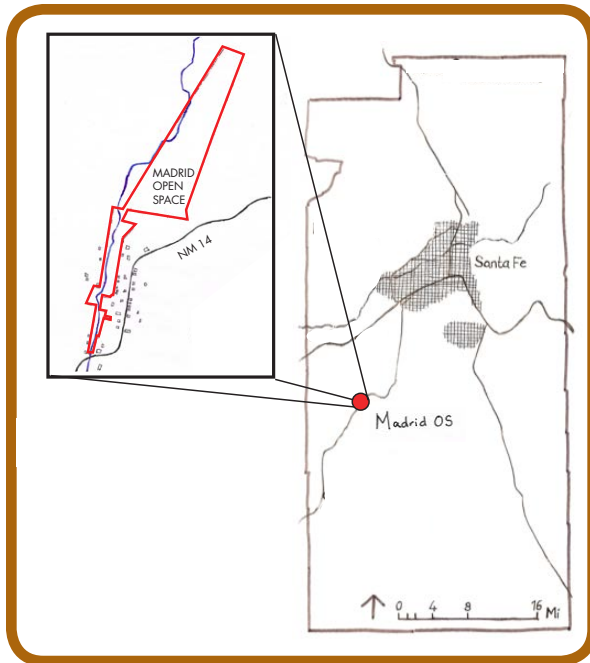 MADRID
OPEN
SPACE
NM 14
Santa Fe
Madrid OS
0 4 8 16 Mi